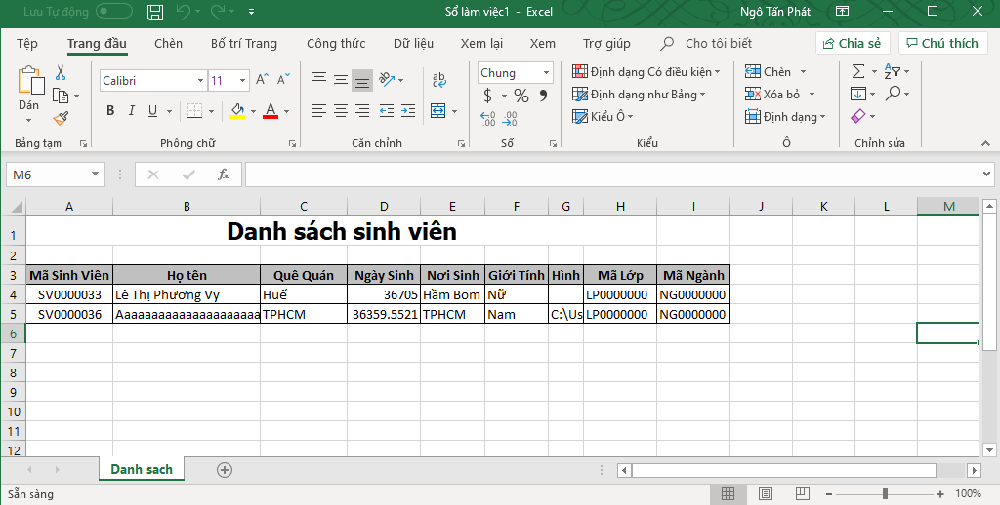 Lưu Tự động
Sổ làm việc1 - Excel
Ngô Tấn Phát
Tệp Trang đầu Chèn Bố trí Trang Công thức Dữ liệu Xem lại Xem Trợ giúp Cho tôi biết Chia sẻ Chú thích
Dán
Calibri 11
B I U
A A
ab
Chung
$ % 9
Định dạng Có điều kiện
Định dạng như Bảng
Kiểu Ô
Chèn
Xóa bỏ
Định dạng
Bảng tạm Phông chữ Căn chỉnh Số Kiểu Ô Chỉnh sửa
M6 fx
A B C D E F G H I J K L M
1 Danh sách sinh viên
2
3 Mã Sinh Viên Họ tên Quê Quán Ngày Sinh Nơi Sinh Giới Tính Hình Mã Lớp Mã Ngành
4 SV0000033 Lê Thị Phương Vy Huế 36705 Hầm Bom Nữ LP0000000 NG0000000
5 SV0000036 Aaaaaaaaaaaaaaaaaaaaa TPHCM 36359.5521 TPHCM Nam C:\Us LP0000000 NG0000000
6
7
8
9
10
11
12
Danh sach
Sẵn sàng
100%